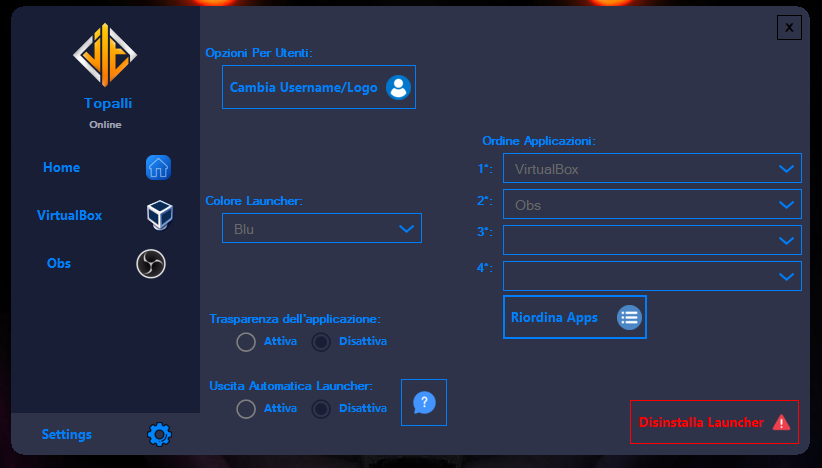 Topalli
Online
Home
VirtualBox
Obs
Settings
X
Opzioni Per Utenti:
Cambia Username/Logo
Ordine Applicazioni:
1°: VirtualBox
2°: Obs
3°:
4°:
Riordina Apps
Colore Launcher:
Blu
Trasparenza dell'applicazione:
Attiva Disattiva
Uscita Automatica Launcher:
Attiva Disattiva
?
Disinstalla Launcher